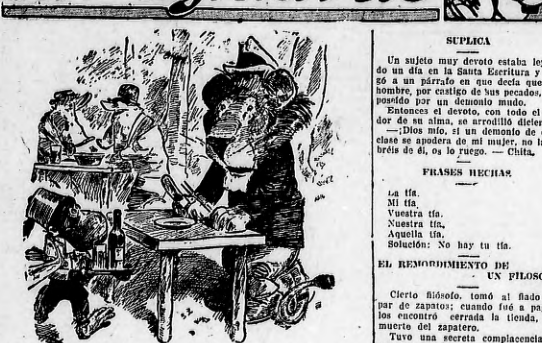 SUPLICA
Un sujeto muy devoto estaba le
do un día en la Santa Escritura y
gó a un párrafo en que decía que
hombre, por castigo de sus pecados,
poseído por un demonio mudo.
Entonces el devoto, con todo el
dor de su alma, se arrodilló
—¡Dios mío, si un demonio de
clase se apodera de mi mujer, no
bréis de él, os lo ruego. — Chita.
FRASES HECHAS
La tía.
Mi tía,
Vuestra tía.
Nuestra tía,
Aquella tía.
Solución: No hay tu tía.
EL REMORDIMIENTO DE
UN FILOSO
Cierto filósofo, tomó al fiado
par de zapatos; cuando fué a pa
los encontró cerrada la tienda,
muerto del zapatero.
Tuvo una secreta complacencia